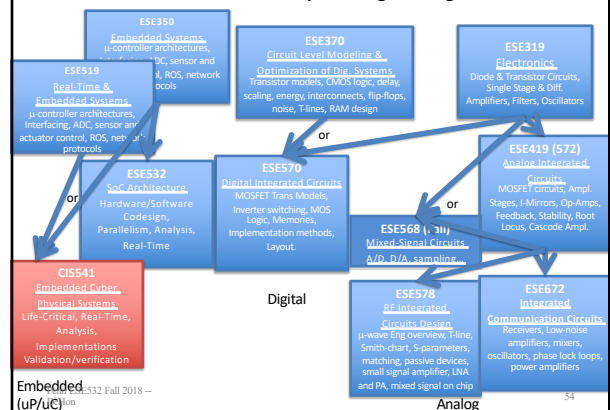 ESE350
Embedded Systems
μ-controller architectures,
ADC, sensor and
ROS, network
ESE519
Real-Time &
Embedded Systems
μ-controller architectures,
Interfacing, ADC, sensor and
actuator control, ROS, network
protocols
ESE370
Circuit Level Modeling &
Optimization of Dig. Systems
Transistor models, CMOS logic, delay,
scaling, energy, interconnects, flip-flops,
noise, T-lines, RAM design
ESE319
Electronics
Diode & Transistor Circuits,
Single Stage & Diff.
Amplifiers, Filters, Oscillators
or
or
or
ESE532
SoC Architecture
Hardware/Software
Codesign,
Parallelism, Analysis,
Real-Time
ESE570
Digital Integrated Circuits
MOSFET Trans Models,
Inverter switching, MOS
Logic, Memories,
Implementation methods,
Layout.
ESE419 (572)
Analog Integrated
Circuits
MOSFET circuits, Ampl.
Stages, I-Mirrors, Op-Amps,
Feedback, Stability, Root
Locus, Cascode Ampl.
ESE568 (Fall)
Mixed-Signal Circuits
A/D, D/A, sampling...
CIS541
Embedded Cyber
Physical Systems
Life-Critical, Real-Time,
Analysis,
Implementations
Validation/verification
Digital
ESE578
RF Integrated
Circuits Design
μ-wave Eng overview, T-line,
Smith-chart, S-parameters,
matching, passive devices,
small signal amplifier, LNA
and PA, mixed signal on chip
ESE672
Integrated
Communication Circuits
Receivers, Low-noise
amplifiers, mixers,
oscillators, phase lock loops,
power amplifiers
Embedded
(uP/uC)
Penn ESE532 Fall 2018 --
DeHon
Analog
54